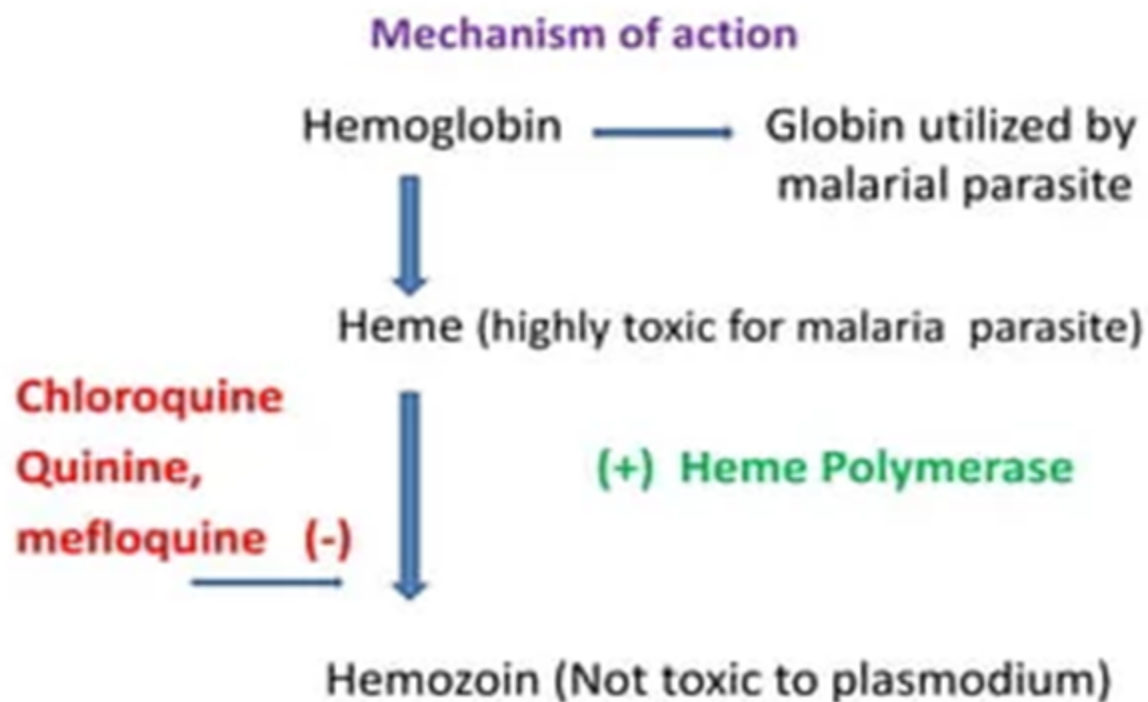 Mechanism of action
Hemoglobin
Globin utilized by
malarial parasite
Heme (highly toxic for malaria parasite)
Chloroquine
Quinine,
mefloquine (-)
(+) Heme Polymerase
Hemozoin (Not toxic to plasmodium)